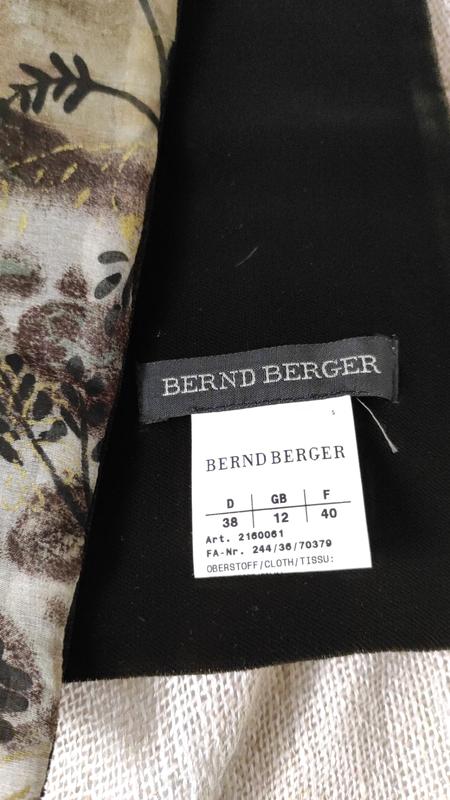 BERND BERGER
BERND BERGER
D GB F
38 12 40
Art. 2160061
FA-Nr. 244/36/70379
OBERSTOFF/CLOTH/TISSU: